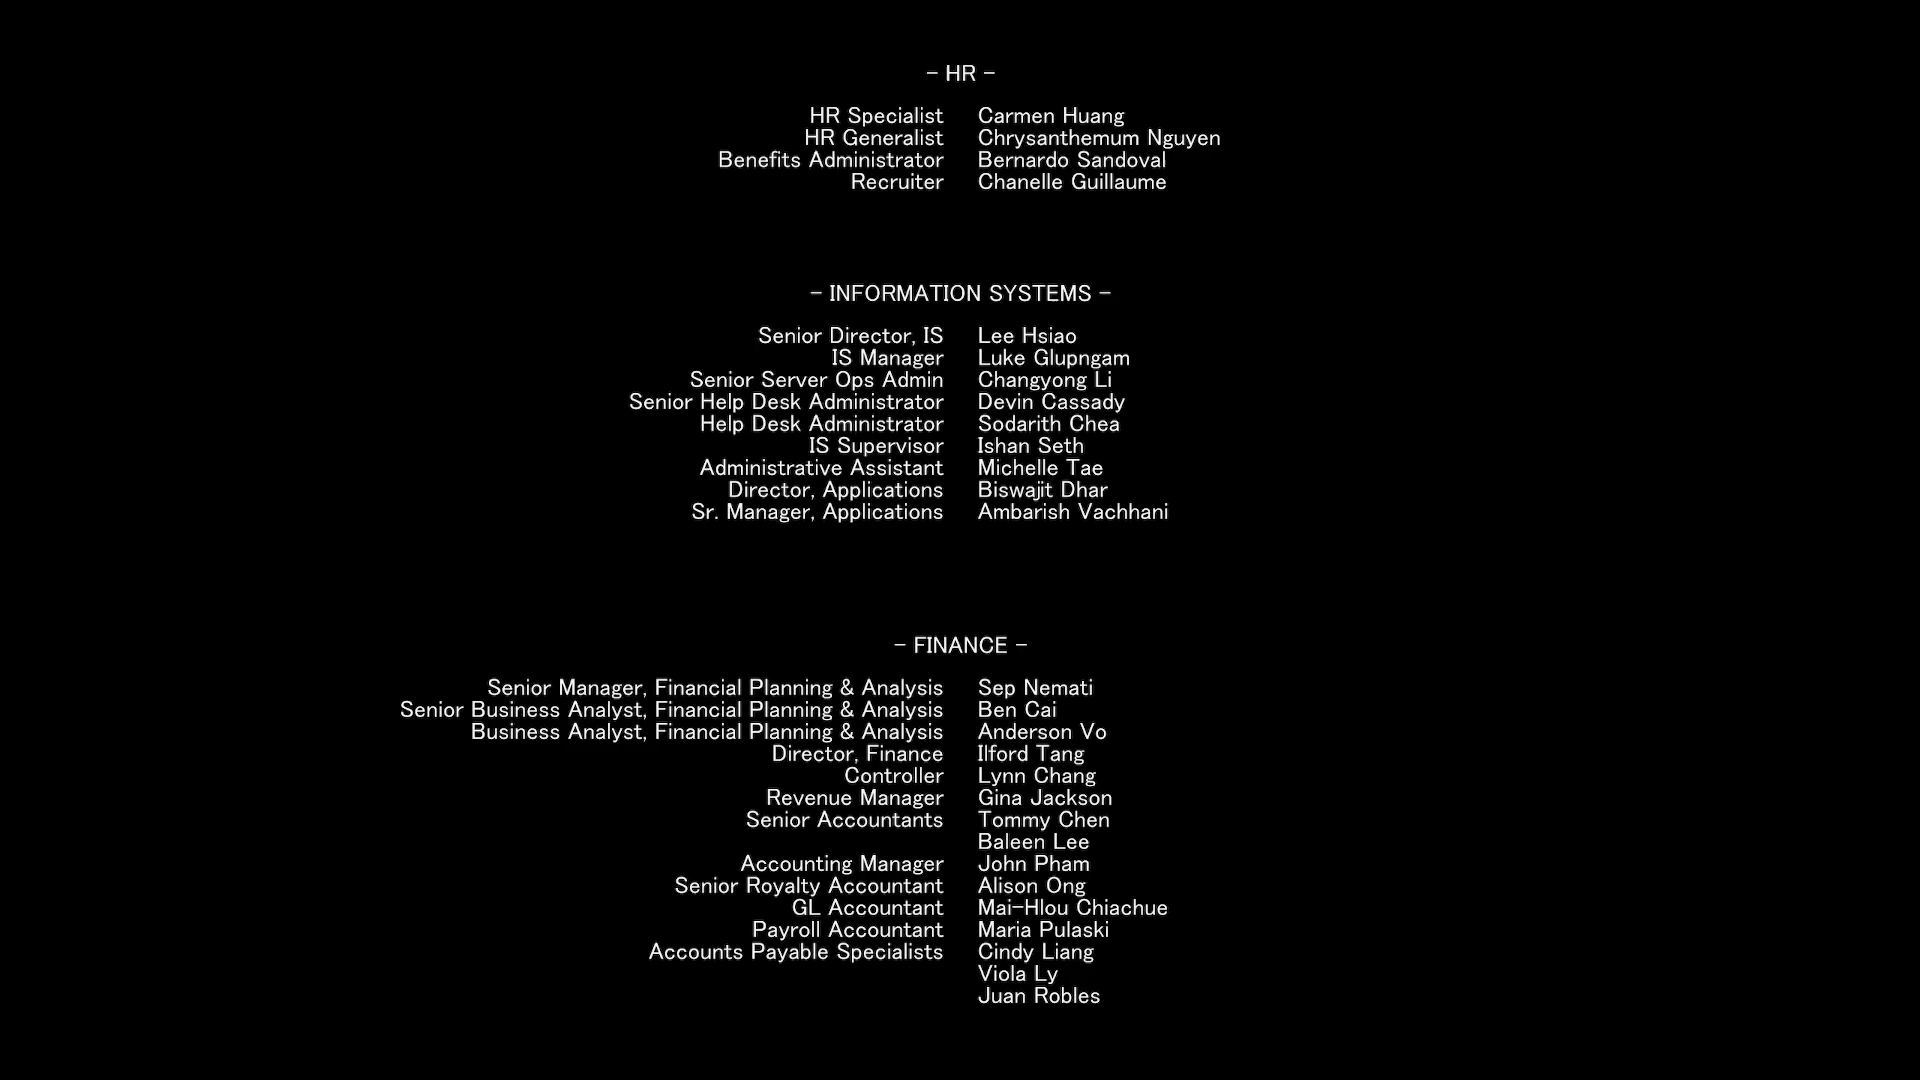 - HR -
HR Specialist Carmen Huang
HR Generalist Chrysanthemum Nguyen
Benefits Administrator Bernardo Sandoval
Recruiter Chanelle Guillaume
- INFORMATION SYSTEMS -
Senior Director, IS Lee Hsiao
IS Manager Luke Glupngam
Senior Server Ops Admin Changyong Li
Senior Help Desk Administrator Devin Cassady
Help Desk Administrator Sodarith Chea
IS Supervisor Ishan Seth
Administrative Assistant Michelle Tae
Director, Applications Biswajit Dhar
Sr. Manager, Applications Ambarish Vachhani
- FINANCE -
Senior Manager, Financial Planning & Analysis Sep Nemati
Senior Business Analyst, Financial Planning & Analysis Ben Cai
Business Analyst, Financial Planning & Analysis Anderson Vo
Director, Finance Ilford Tang
Controller Lynn Chang
Revenue Manager Gina Jackson
Senior Accountants Tommy Chen
Baleen Lee
Accounting Manager John Pham
Senior Royalty Accountant Alison Ong
GL Accountant Mai-Hlou Chiachue
Payroll Accountant Maria Pulaski
Accounts Payable Specialists Cindy Liang
Viola Ly
Juan Robles